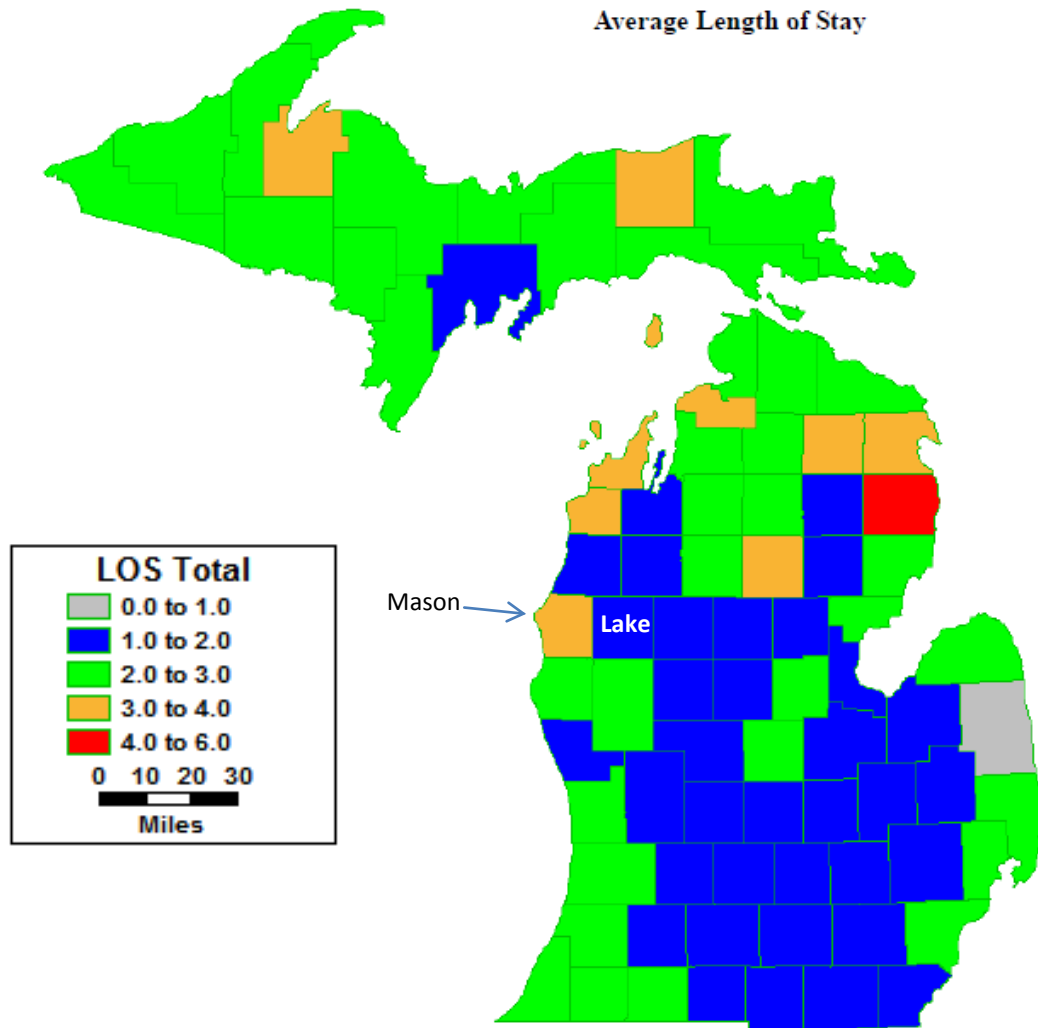 Average Length of Stay
LOS Total
0.0 to 1.0
1.0 to 2.0
2.0 to 3.0
3.0 to 4.0
4.0 to 6.0
0 10 20 30
Miles
Mason
Lake